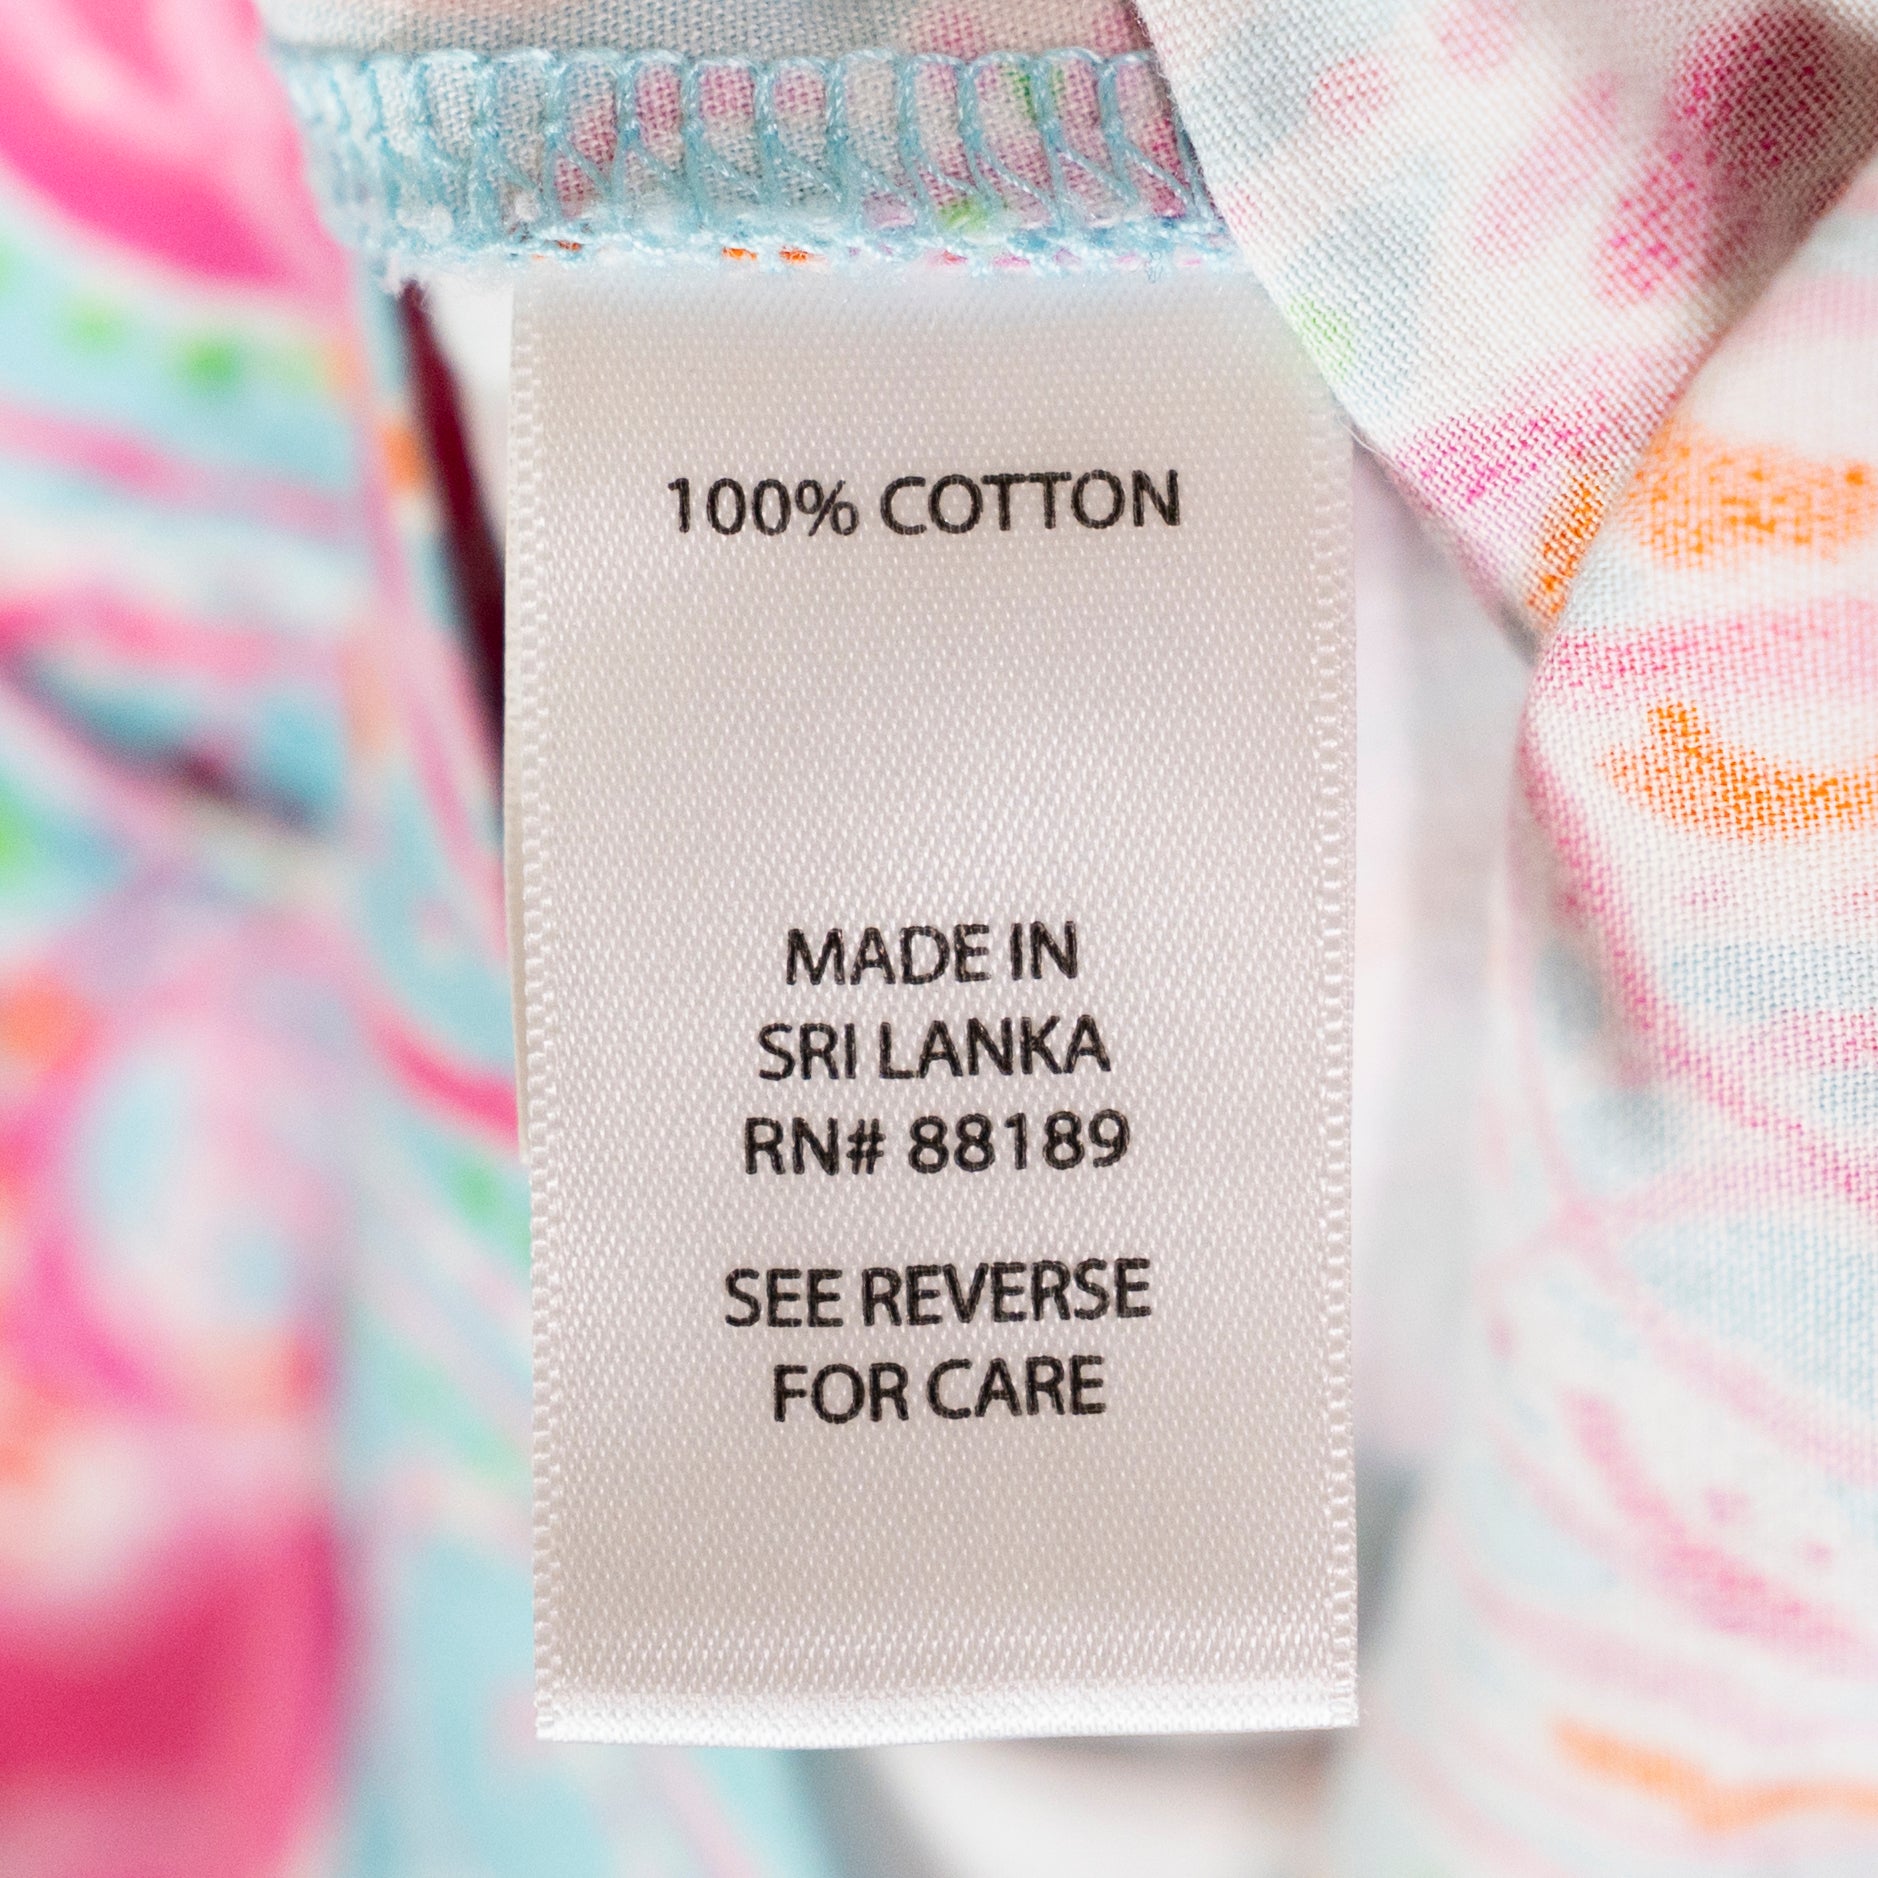 100% COTTON
MADE IN
SRI LANKA
RN# 88189
SEE REVERSE
FOR CARE